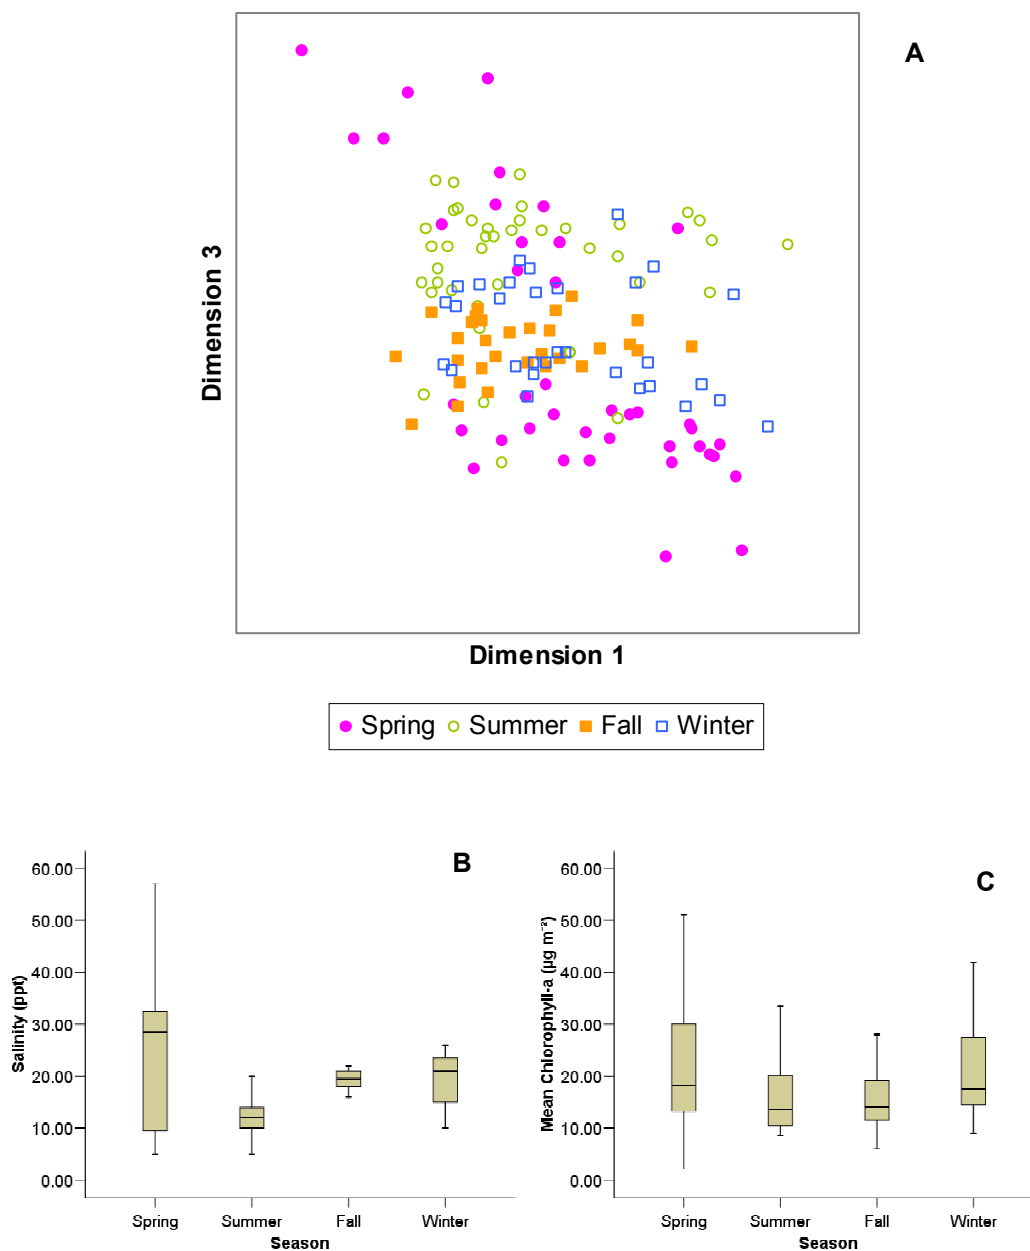 A
Dimension 3
Dimension 1
Spring Summer Fall Winter
B
60.00
50.00
40.00
30.00
20.00
10.00
0.00
Salinity (ppt)
Spring Summer Fall Winter
Season
C
60.00
50.00
40.00
30.00
20.00
10.00
0.00
Mean Chlorophyll-a (µg m⁻²)
Spring Summer Fall Winter
Season